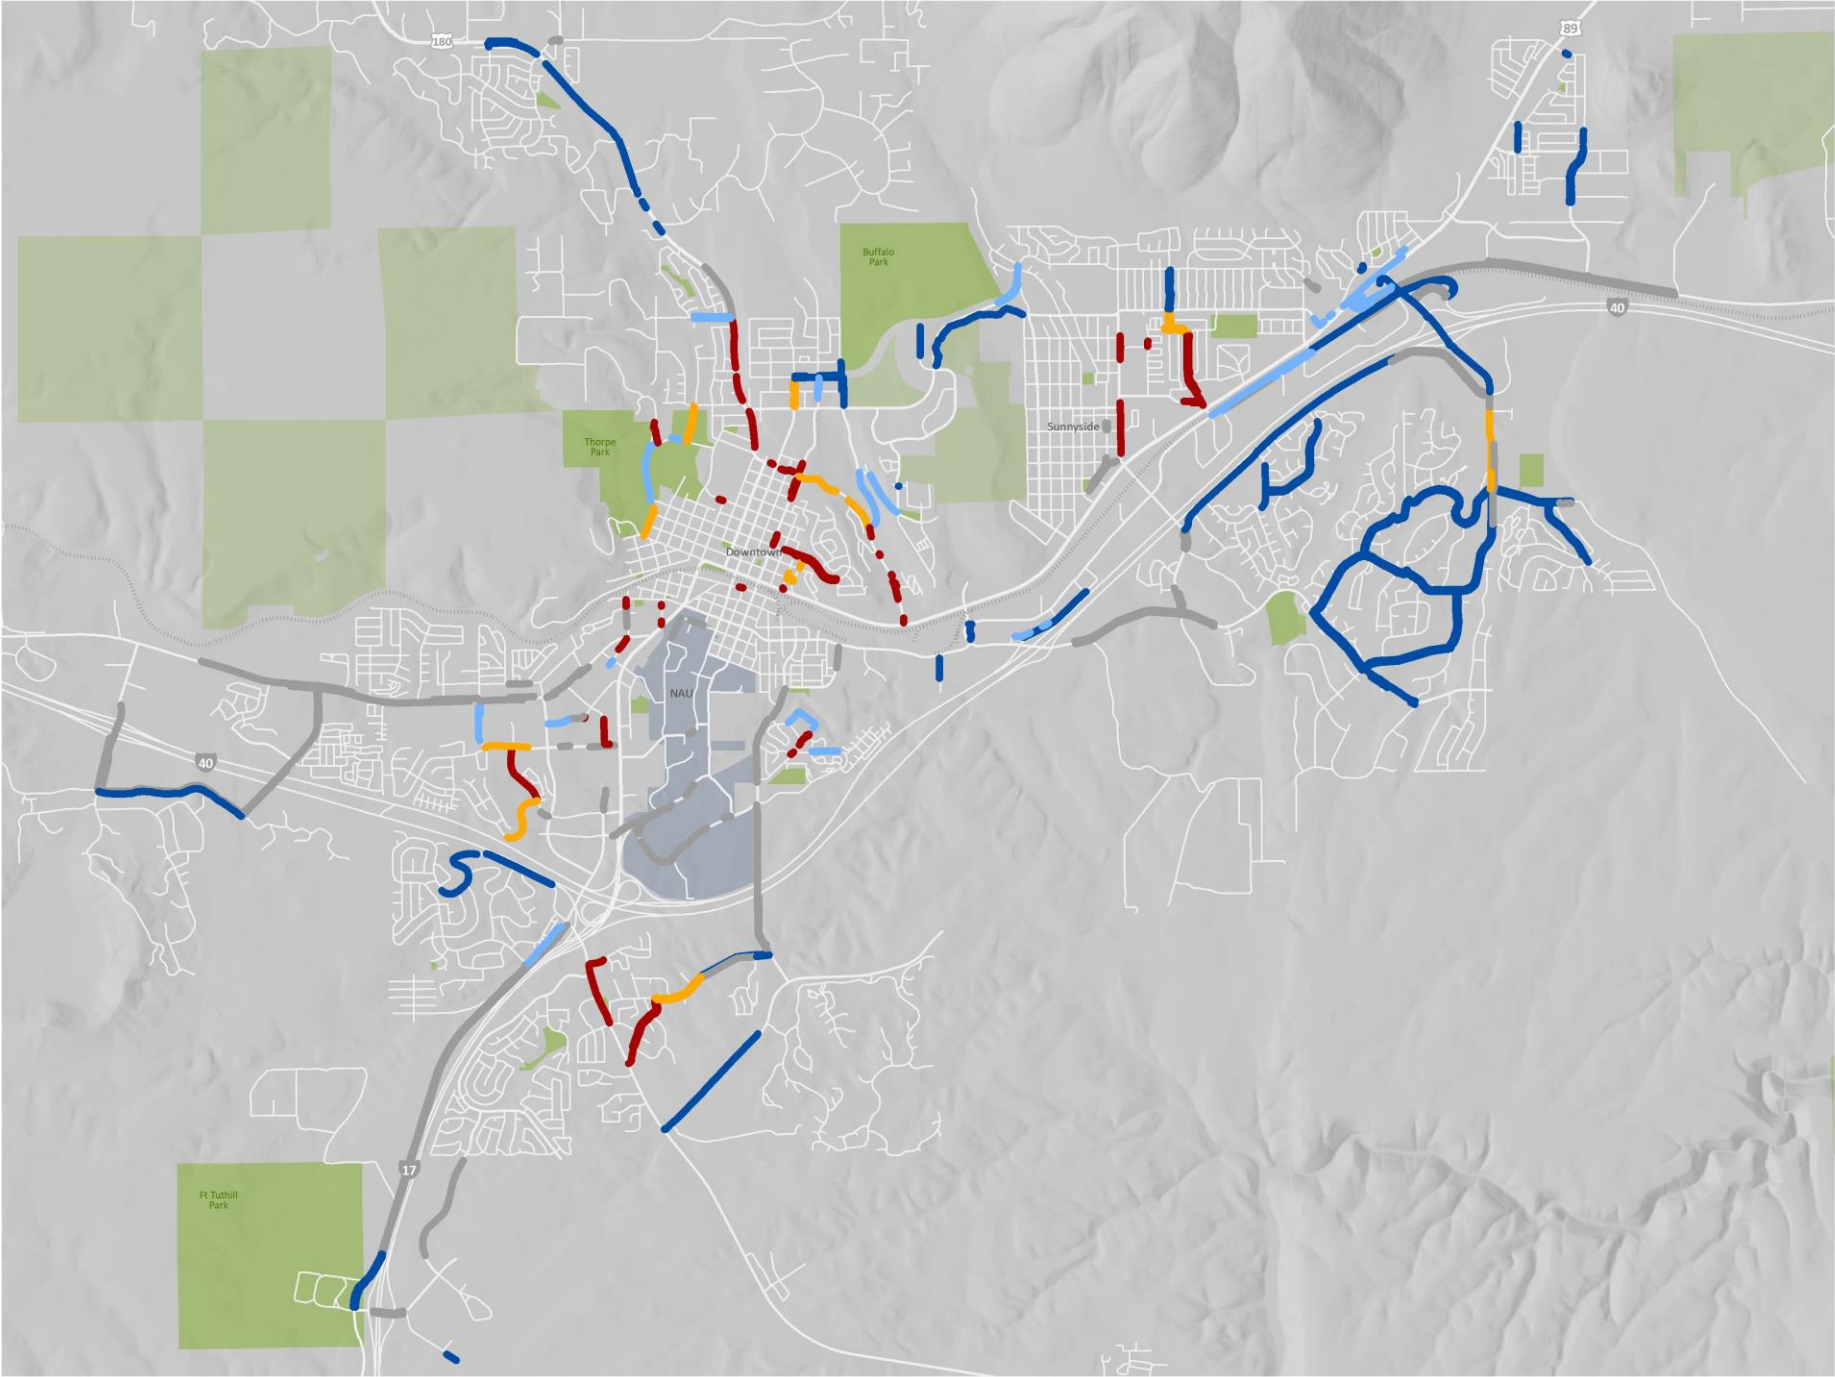 180
89
Buffalo
Park
40
Sunnyside
Thorpe
Park
Downtown
NAU
40
17
Ft Tuthill
Park